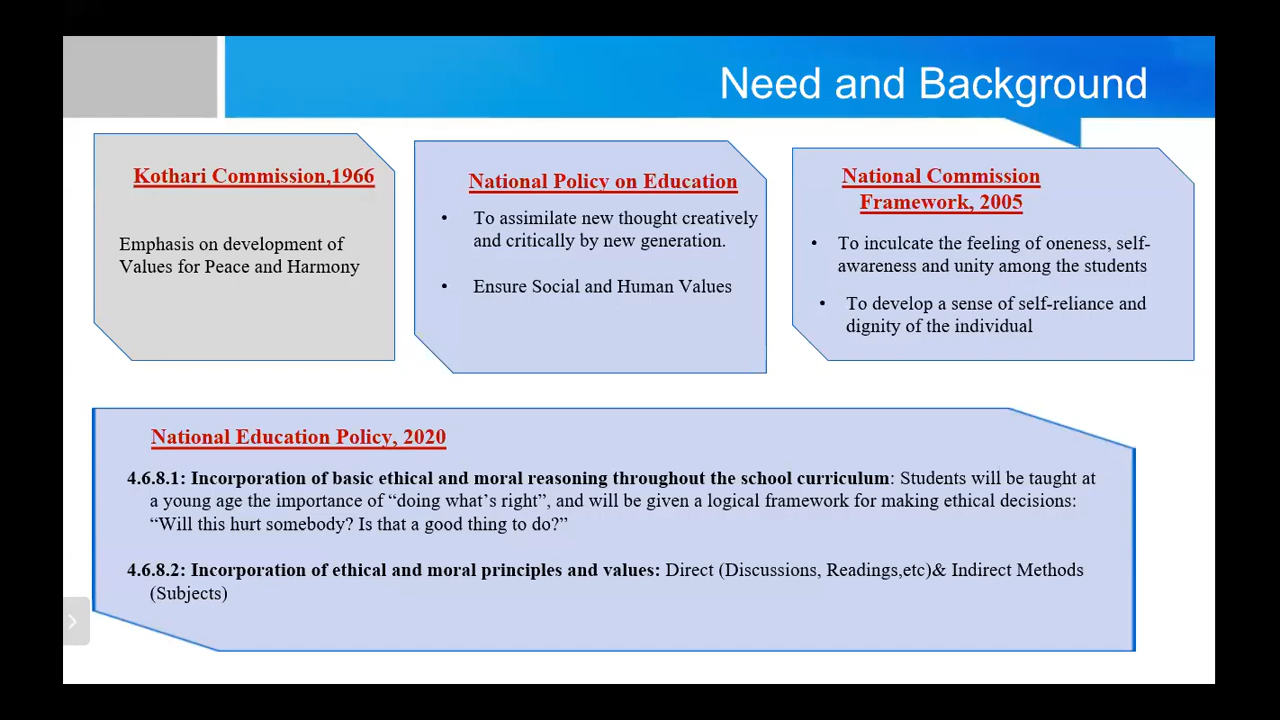 Need and Background
Kothari Commission,1966
Emphasis on development of
Values for Peace and Harmony
National Policy on Education
• To assimilate new thought creatively
and critically by new generation.
• Ensure Social and Human Values
National Commission
Framework, 2005
• To inculcate the feeling of oneness, self-
awareness and unity among the students
• To develop a sense of self-reliance and
dignity of the individual
National Education Policy, 2020
4.6.8.1: Incorporation of basic ethical and moral reasoning throughout the school curriculum: Students will be taught at
a young age the importance of “doing what’s right”, and will be given a logical framework for making ethical decisions:
“Will this hurt somebody? Is that a good thing to do?”
4.6.8.2: Incorporation of ethical and moral principles and values: Direct (Discussions, Readings,etc)& Indirect Methods
(Subjects)